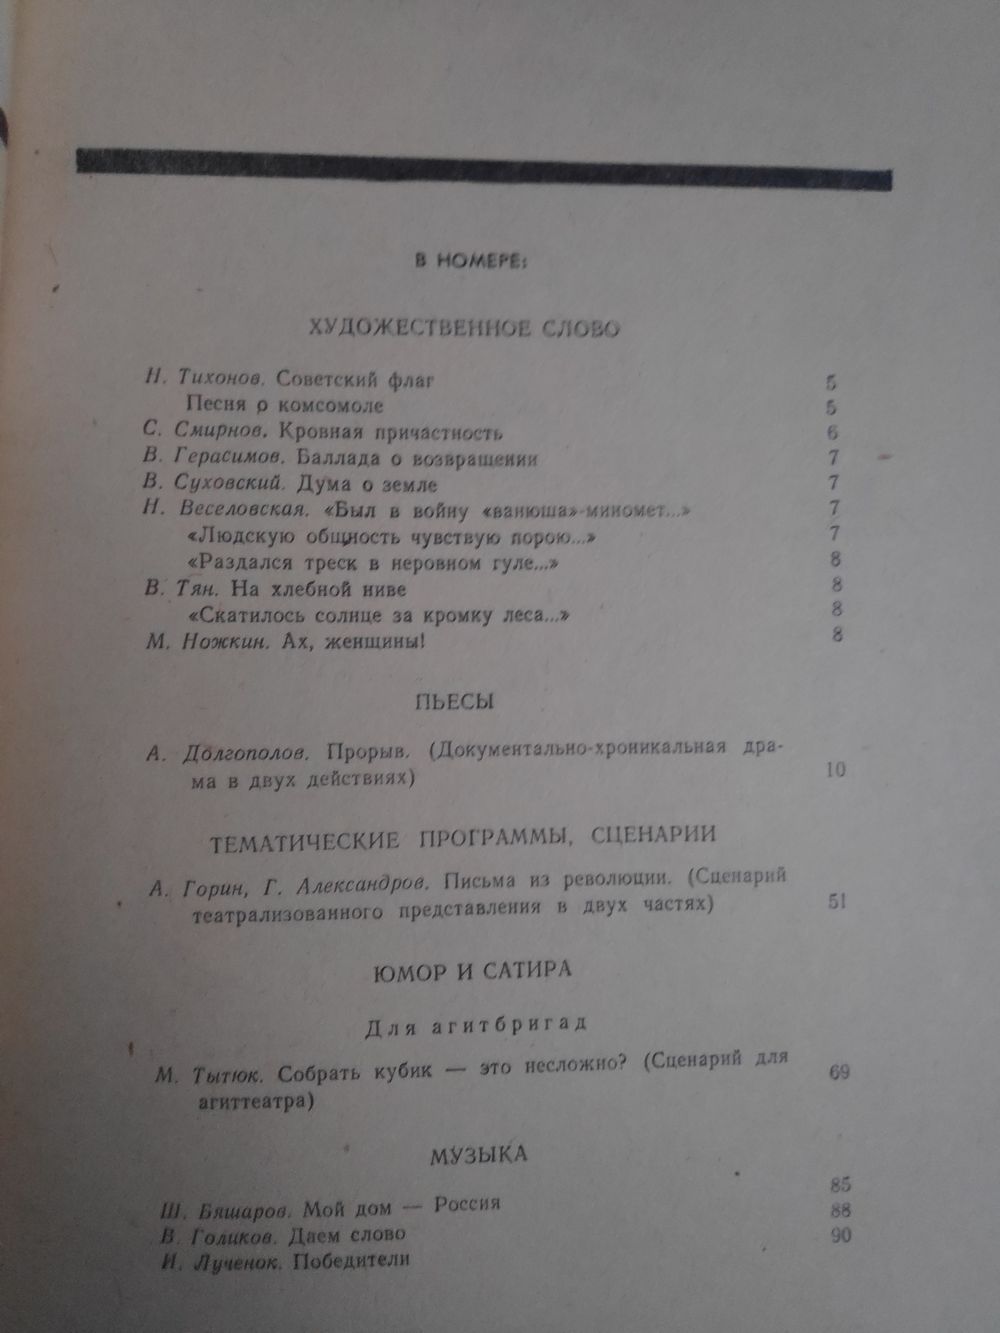 В НОМЕРЕ:
ХУДОЖЕСТВЕННОЕ СЛОВО
Н. Тихонов. Советский флаг 5
Песня о комсомоле 5
С. Смирнов. Кровная причастность 6
В. Герасимов. Баллада о возвращении 7
В. Суховский. Дума о земле 7
Н. Веселовская. «Был в войну «ванюша»-миномет...» 7
«Людскую общность чувствую порою...» 7
«Раздался треск в неровном гуле...» 8
В. Тян. На хлебной ниве 8
«Скатилось солнце за кромку леса...» 8
М. Ножкин. Ах, женщины! 8
ПЬЕСЫ
А. Долгополов. Прорыв. (Документально-хроникальная дра-
ма в двух действиях) 10
ТЕМАТИЧЕСКИЕ ПРОГРАММЫ, СЦЕНАРИИ
А. Горин, Г. Александров. Письма из революции. (Сценарий
театрализованного представления в двух частях) 51
ЮМОР И САТИРА
Для агитбригад
М. Тытюк. Собрать кубик — это несложно? (Сценарий для 69
агиттеатра)
МУЗЫКА
Ш. Бяшаров. Мой дом — Россия 85
В. Голиков. Даем слово 88
И. Лученок. Победители 90